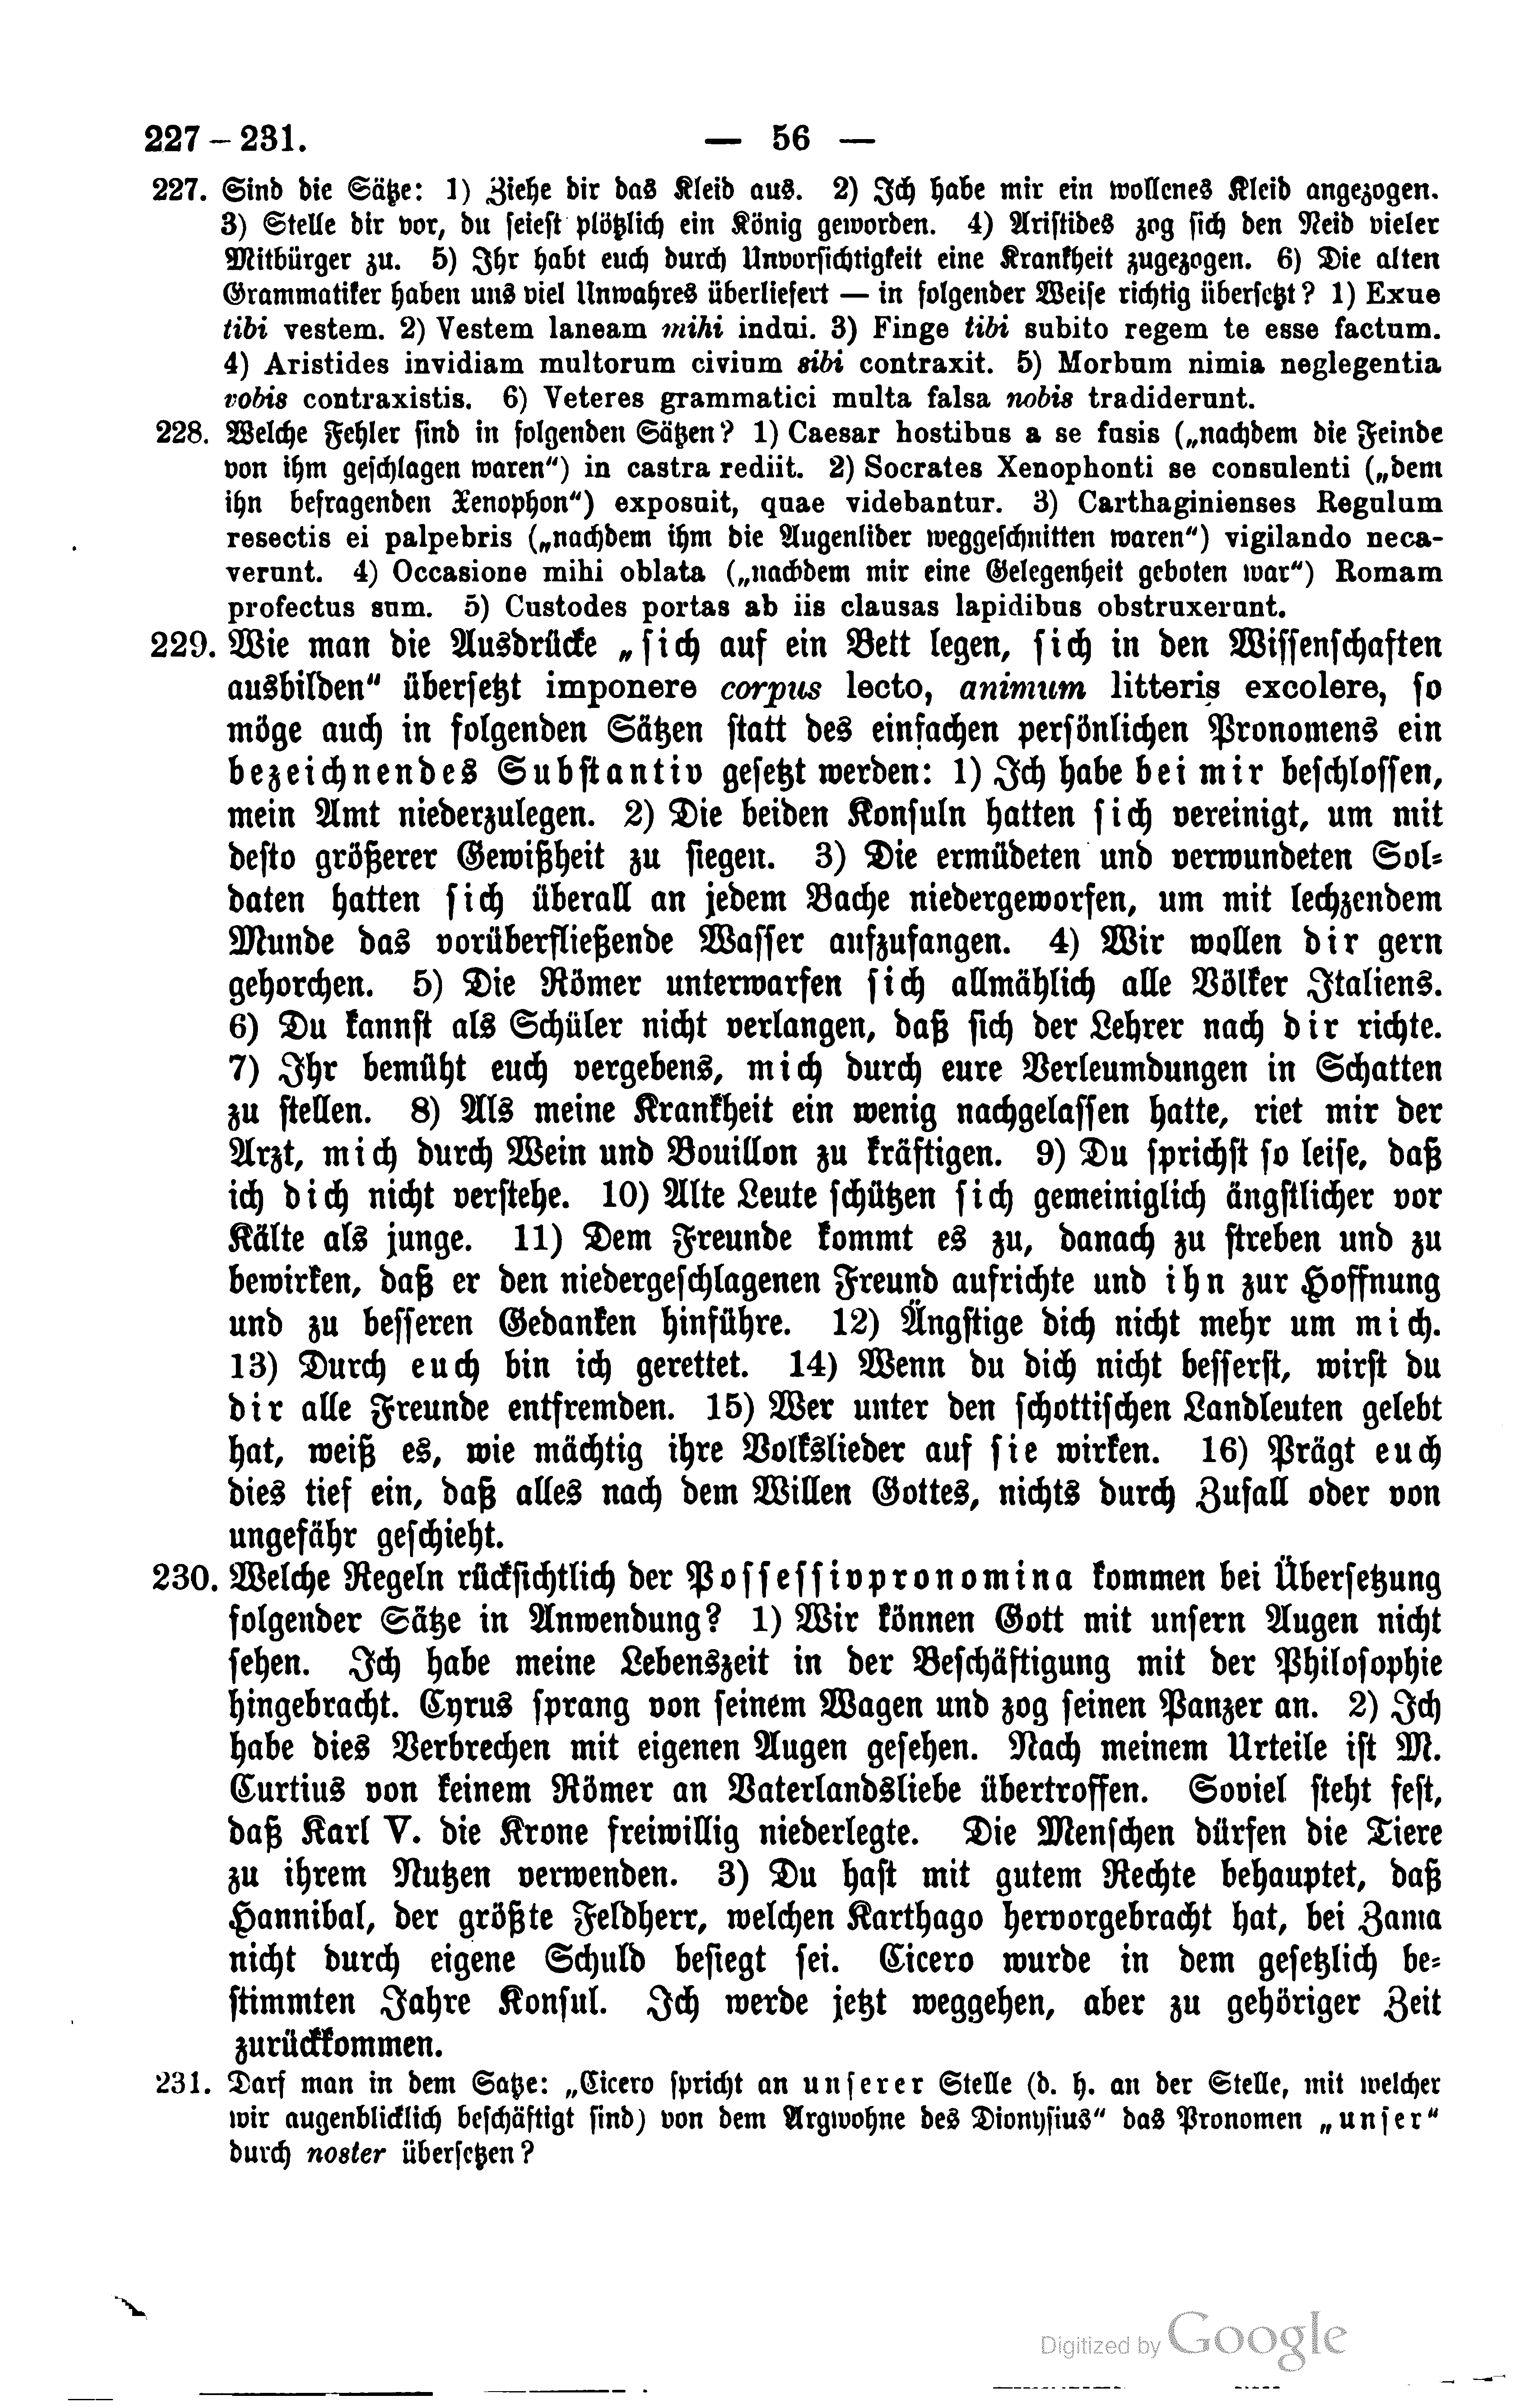 227 – 231. — 56 —
227. Sind die Sätze: 1) Ziehe dir das Kleid aus. 2) Ich habe mir ein wollenes Kleid angezogen.
3) Stelle dir vor, du seiest plötzlich ein König geworden. 4) Aristides zog sich den Neid vieler
Mitbürger zu. 5) Ihr habt euch durch Unvorsichtigkeit eine Krankheit zugezogen. 6) Die alten
Grammatiker haben uns viel Unwahres überliefert — in folgender Weise richtig übersetzt? 1) Exue
tibi vestem. 2) Vestem laneam mihi indui. 3) Finge tibi subito regem te esse factum.
4) Aristides invidiam multorum civium sibi contraxit. 5) Morbum nimia neglegentia
vobis contraxistis. 6) Veteres grammatici multa falsa nobis tradiderunt.
228. Welche Fehler sind in folgenden Sätzen? 1) Caesar hostibus a se fusis („nachdem die Feinde
von ihm geschlagen waren“) in castra rediit. 2) Socrates Xenophonti se consulenti („dem
ihn befragenden Xenophon“) exposuit, quae videbantur. 3) Carthaginienses Regulum
resectis ei palpebris („nachdem ihm die Augenlider weggeschnitten waren“) vigilando neca-
verunt. 4) Occasione mihi oblata („nachdem mir eine Gelegenheit geboten war“) Romam
profectus sum. 5) Custodes portas ab iis clausas lapidibus obstruxerunt.
229. Wie man die Ausdrücke „sich auf ein Bett legen, sich in den Wissenschaften
ausbilden“ übersetzt imponere corpus lecto, animum litteris excolere, so
möge auch in folgenden Sätzen statt des einfachen persönlichen Pronomens ein
bezeichnendes Substantiv gesetzt werden: 1) Ich habe bei mir beschlossen,
mein Amt niederzulegen. 2) Die beiden Konsuln hatten sich vereinigt, um mit
desto größerer Gewißheit zu siegen. 3) Die ermüdeten und verwundeten Sol-
daten hatten sich überall an jedem Bache niedergeworfen, um mit lechzendem
Munde das vorüberfließende Wasser aufzufangen. 4) Wir wollen dir gern
gehorchen. 5) Die Römer unterwarfen sich allmählich alle Völker Italiens.
6) Du kannst als Schüler nicht verlangen, daß sich der Lehrer nach dir richte.
7) Ihr bemüht euch vergebens, mich durch eure Verleumdungen in Schatten
zu stellen. 8) Als meine Krankheit ein wenig nachgelassen hatte, riet mir der
Arzt, mich durch Wein und Bouillon zu kräftigen. 9) Du sprichst so leise, daß
ich dich nicht verstehe. 10) Alte Leute schützen sich gemeiniglich ängstlicher vor
Kälte als junge. 11) Dem Freunde kommt es zu, danach zu streben und zu
bewirken, daß er den niedergeschlagenen Freund aufrichte und ihn zur Hoffnung
und zu besseren Gedanken hinführe. 12) Ängstige dich nicht mehr um mich.
13) Durch euch bin ich gerettet. 14) Wenn du dich nicht besserst, wirst du
dir alle Freunde entfremden. 15) Wer unter den schottischen Landleuten gelebt
hat, weiß es, wie mächtig ihre Volkslieder auf sie wirken. 16) Prägt euch
dies tief ein, daß alles nach dem Willen Gottes, nichts durch Zufall oder von
ungefähr geschieht.
230. Welche Regeln rücksichtlich der Possessivpronomina kommen bei Übersetzung
folgender Sätze in Anwendung? 1) Wir können Gott mit unsern Augen nicht
sehen. Ich habe meine Lebenszeit in der Beschäftigung mit der Philosophie
hingebracht. Cyrus sprang von seinem Wagen und zog seinen Panzer an. 2) Ich
habe dies Verbrechen mit eigenen Augen gesehen. Nach meinem Urteile ist M.
Curtius von keinem Römer an Vaterlandsliebe übertroffen. Soviel steht fest,
daß Karl V. die Krone freiwillig niederlegte. Die Menschen dürfen die Tiere
zu ihrem Nutzen verwenden. 3) Du hast mit gutem Rechte behauptet, daß
Hannibal, der größte Feldherr, welchen Karthago hervorgebracht hat, bei Zama
nicht durch eigene Schuld besiegt sei. Cicero wurde in dem gesetzlich be-
stimmten Jahre Konsul. Ich werde jetzt weggehen, aber zu gehöriger Zeit
zurückkommen.
231. Darf man in dem Satze: „Cicero spricht an unserer Stelle (d. h. an der Stelle, mit welcher
wir augenblicklich beschäftigt sind) von dem Argwohne des Dionysius“ das Pronomen „unser“
durch noster übersetzen?
Digitized by Google